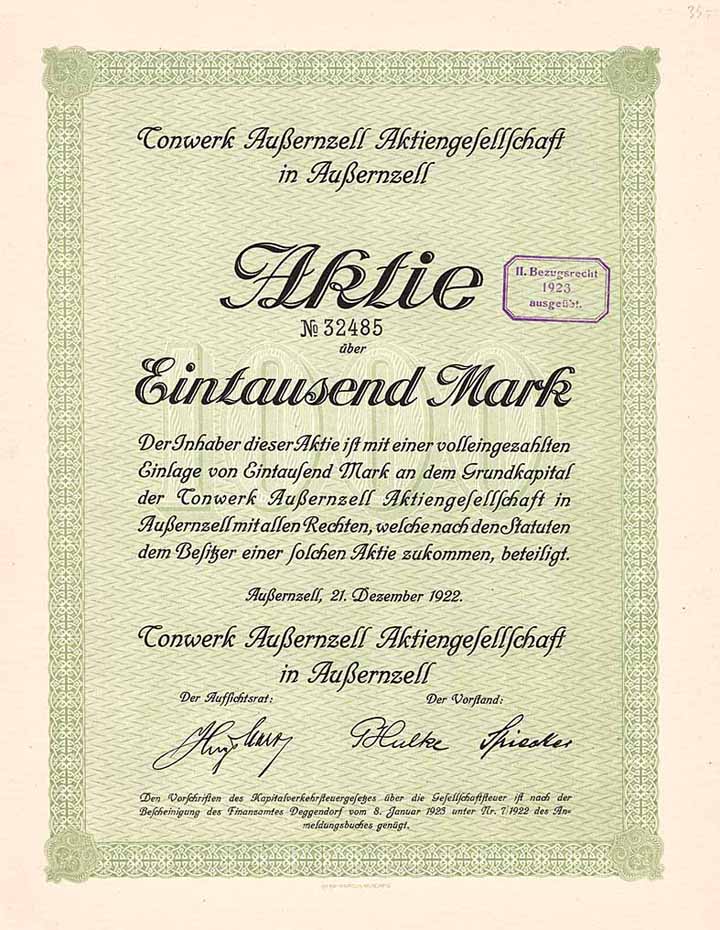 35-
Tonwerk Außernzell Aktiengeſellſchaft
in Außernzell
Aktie
II. Bezugsrecht
1923
ausgeübt.
№ 32485
über
1000
Eintausend Mark
Der Inhaber dieser Aktie iſt mit einer volleingezahlten
Einlage von Eintauſend Mark an dem Grundkapital
der Tonwerk Außernzell Aktiengeſellſchaft in
Außernzell mit allen Rechten, welche nach den Statuten
dem Beſitzer einer ſolchen Aktie zukommen, beteiligt.
Außernzell, 21. Dezember 1922.
Tonwerk Außernzell Aktiengeſellſchaft
in Außernzell
Der Aufſichtsrat: Der Vorſtand:
Hulke Spiecker
Den Vorſchriften des Kapitalverkehrſteuergeſetzes über die Geſellſchaftſteuer iſt nach der
Beſcheinigung des Finanzamtes Deggendorf vom 8. Januar 1923 unter Nr. 7/1922 des An-
meldungsbuches genügt.